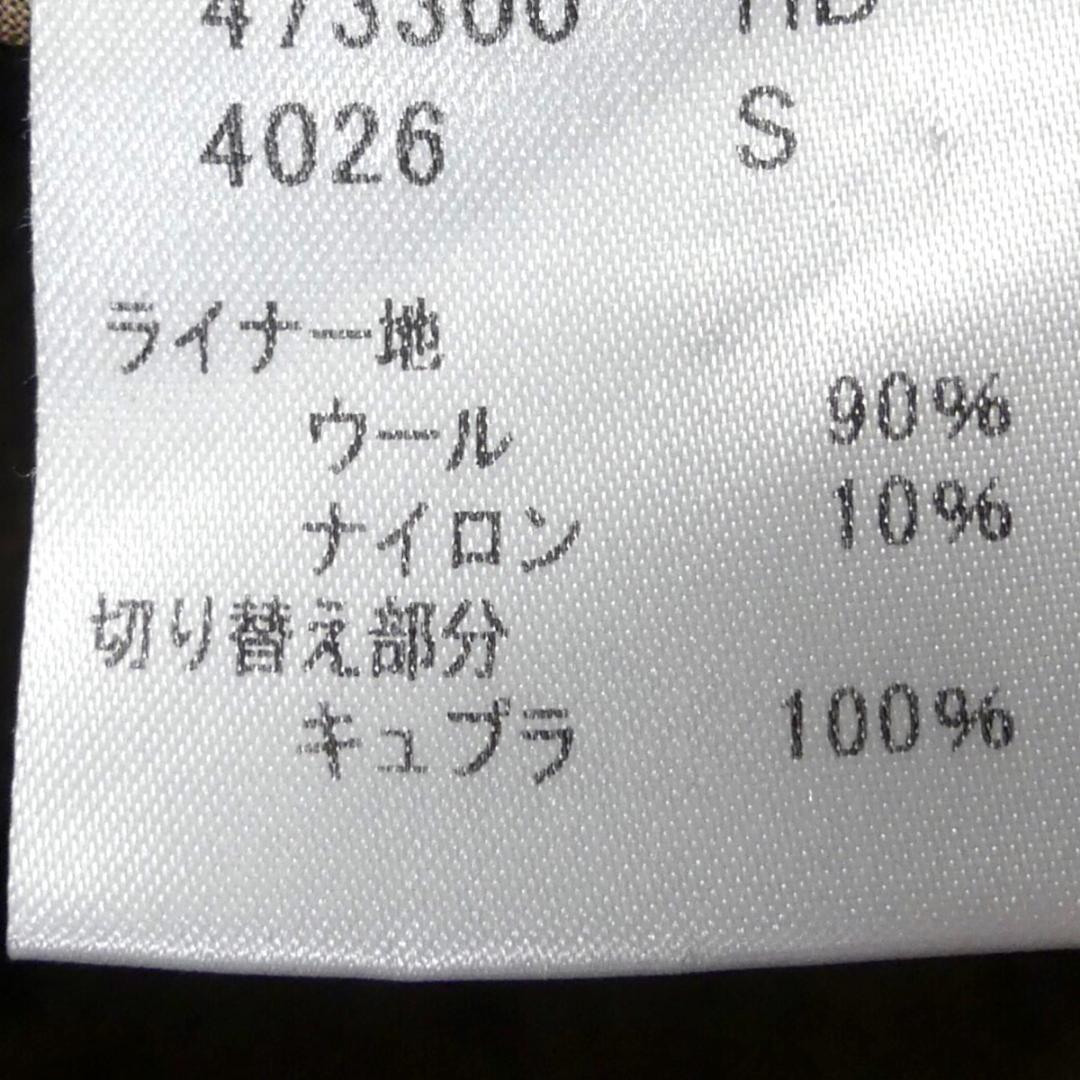 4026 S
ライナー地
ウール 90%
ナイロン 10%
切り替え部分
キュプラ 100%